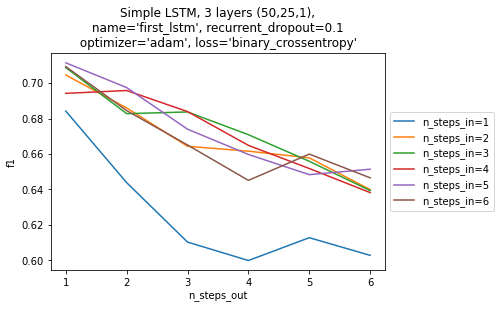 Simple LSTM, 3 layers (50,25,1),
name='first_lstm', recurrent_dropout=0.1
optimizer='adam', loss='binary_crossentropy'
0.70
0.68
0.66
0.64
0.62
0.60
f1
1 2 3 4 5 6
n_steps_out
n_steps_in=1
n_steps_in=2
n_steps_in=3
n_steps_in=4
n_steps_in=5
n_steps_in=6